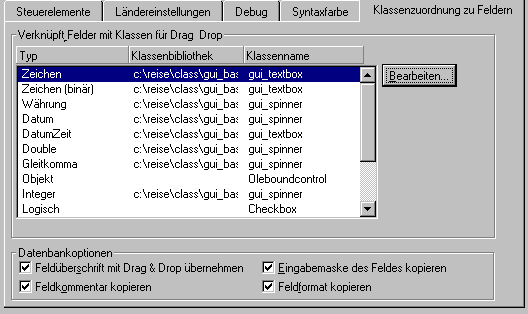 Steuerelemente Ländereinstellungen Debug Syntaxfarbe Klassenzuordnung zu Feldern
Verknüpft Felder mit Klassen für Drag Drop
Typ Klassenbibliothek Klassenname
Zeichen c:\reise\class\gui_bas gui_textbox
Zeichen (binär) c:\reise\class\gui_bas gui_textbox
Währung c:\reise\class\gui_bas gui_spinner
Datum c:\reise\class\gui_bas gui_spinner
DatumZeit c:\reise\class\gui_bas gui_textbox
Double c:\reise\class\gui_bas gui_spinner
Gleitkomma c:\reise\class\gui_bas gui_spinner
Objekt Oleboundcontrol
Integer c:\reise\class\gui_bas gui_spinner
Logisch Checkbox
Bearbeiten...
Datenbankoptionen
Feldüberschrift mit Drag & Drop übernehmen Eingabemaske des Feldes kopieren
Feldkommentar kopieren Feldformat kopieren